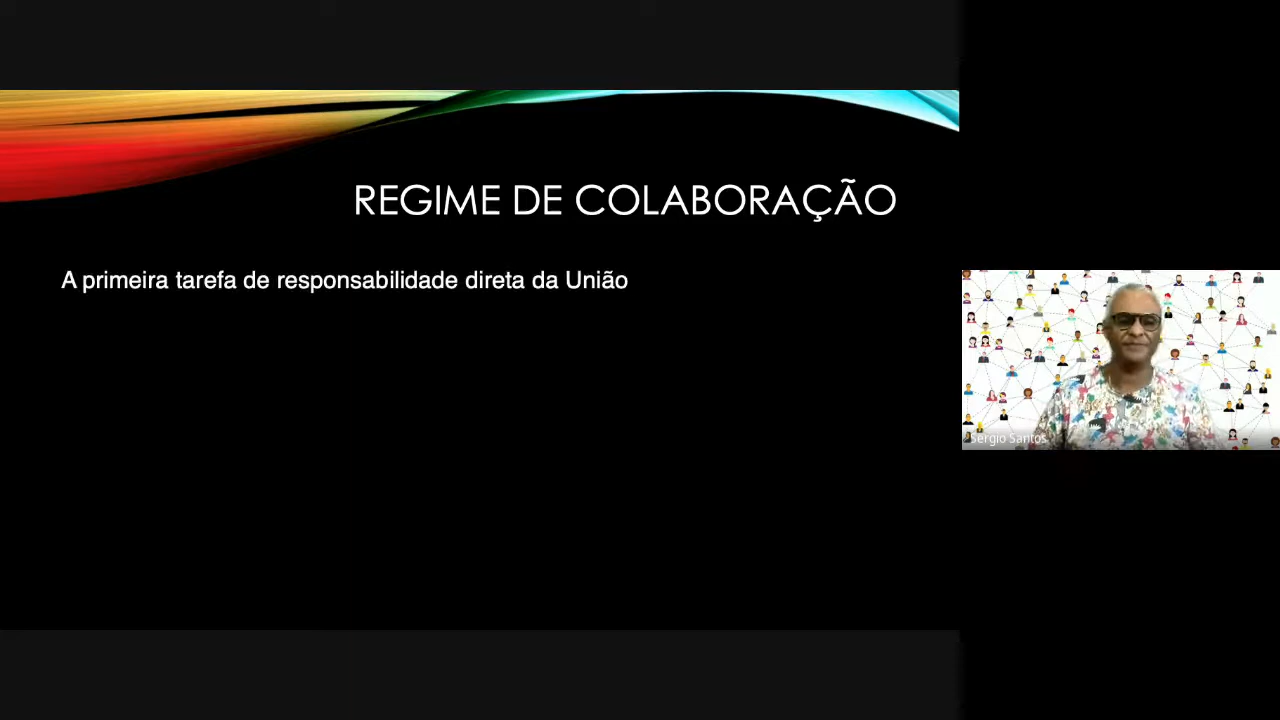 REGIME DE COLABORAÇÃO
A primeira tarefa de responsabilidade direta da União
Sergio Santos